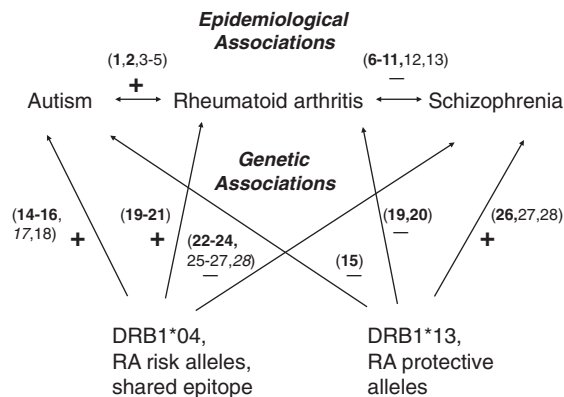 Epidemiological
Associations
(1,2,3-5)
(6-11,12,13)
+
—
Autism
Rheumatoid arthritis
Schizophrenia
Genetic
Associations
(14-16,
17,18)
+
(19-21)
+
(22-24,
25-27,28)
—
(15)
—
(19,20)
—
(26,27,28)
+
DRB1*04,
RA risk alleles,
shared epitope
DRB1*13,
RA protective
alleles